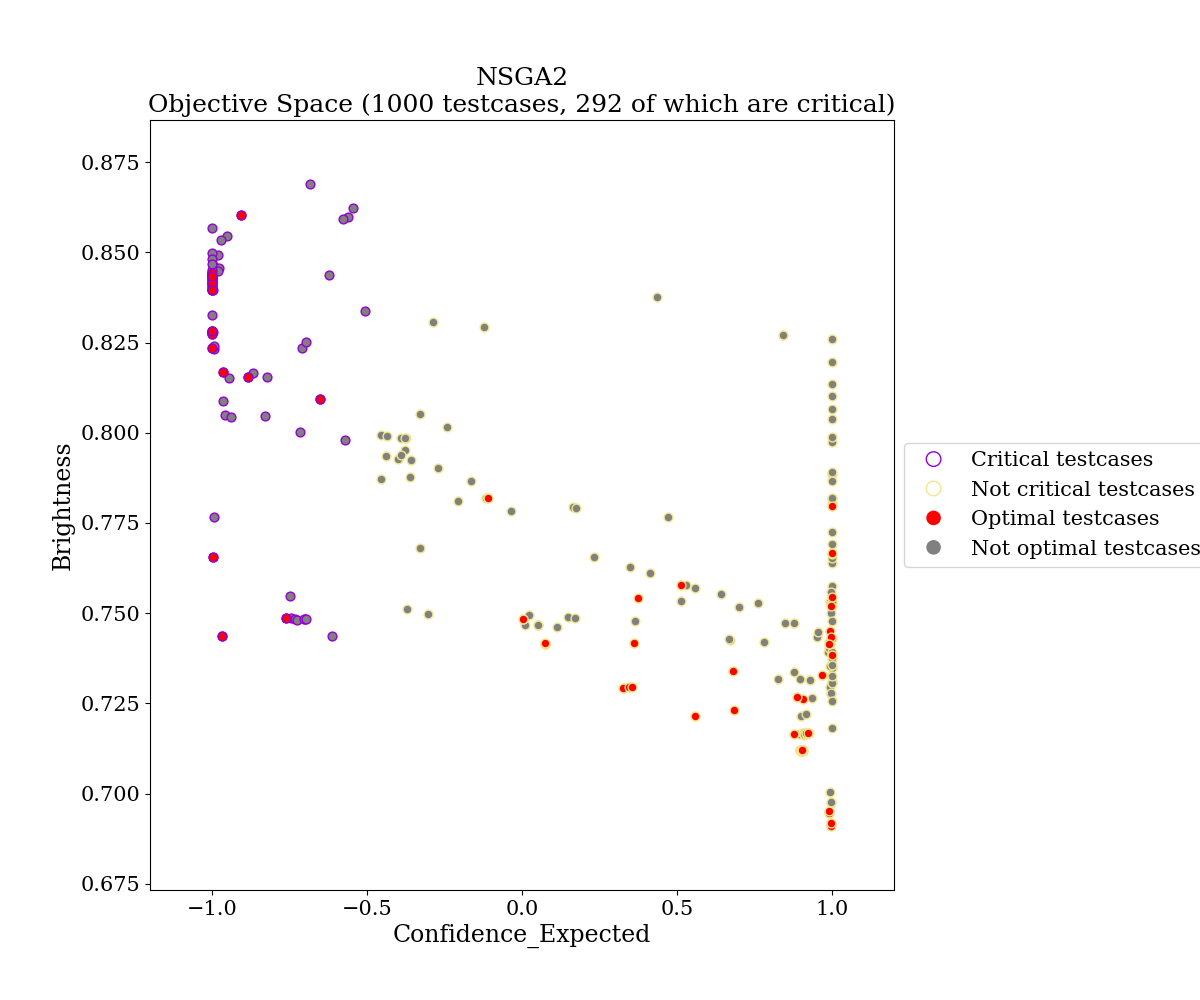 NSGA2
Objective Space (1000 testcases, 292 of which are critical)
0.875
0.850
0.825
0.800
0.775
0.750
0.725
0.700
0.675
Brightness
−1.0
−0.5
0.0
0.5
1.0
Confidence_Expected
Critical testcases
Not critical testcases
Optimal testcases
Not optimal testcases